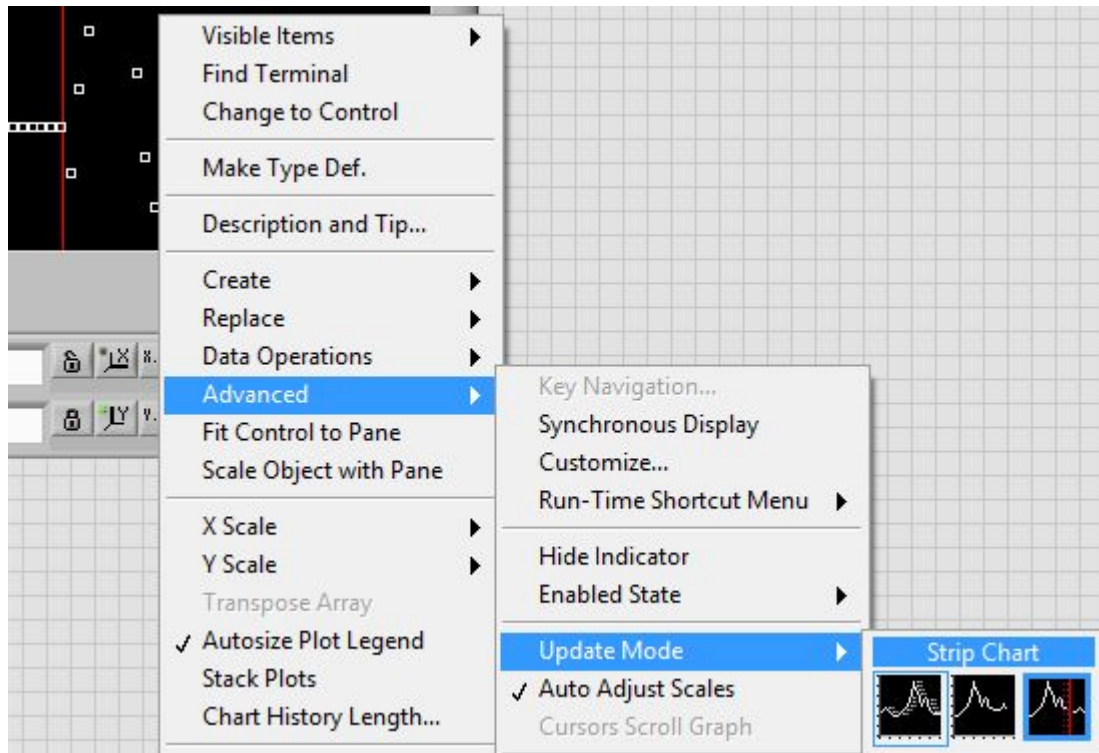 Visible Items
Find Terminal
Change to Control
Make Type Def.
Description and Tip...
Create
Replace
Data Operations
Advanced
Fit Control to Pane
Scale Object with Pane
X Scale
Y Scale
Transpose Array
Autosize Plot Legend
Stack Plots
Chart History Length...
X
X.
Y
Y.
Key Navigation...
Synchronous Display
Customize...
Run-Time Shortcut Menu
Hide Indicator
Enabled State
Update Mode
Auto Adjust Scales
Cursors Scroll Graph
Strip Chart